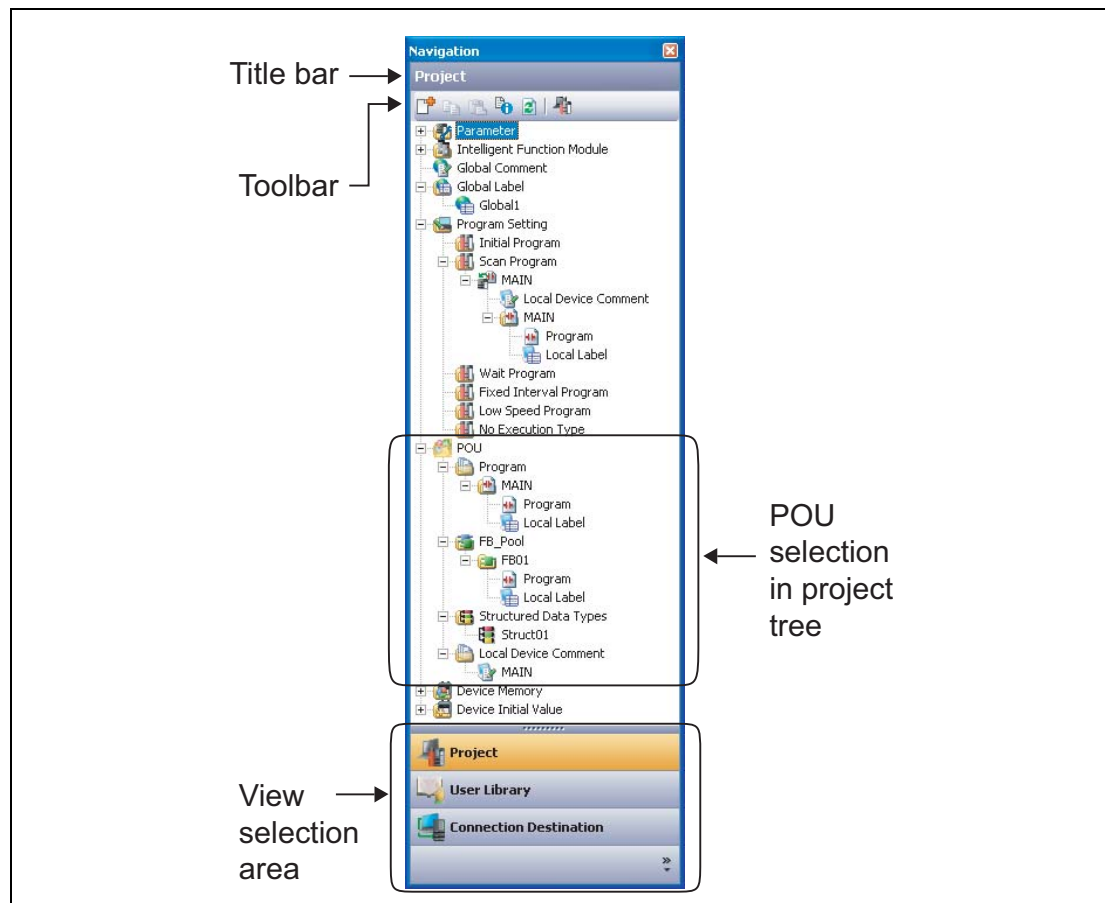 Navigation
Title bar
Project
Toolbar
Parameter
Intelligent Function Module
Global Comment
Global Label
Global1
Program Setting
Initial Program
Scan Program
MAIN
Local Device Comment
MAIN
Program
Local Label
Wait Program
Fixed Interval Program
Low Speed Program
No Execution Type
POU
Program
MAIN
Program
Local Label
FB_Pool
FB01
Program
Local Label
Structured Data Types
Struct01
Local Device Comment
MAIN
Device Memory
Device Initial Value
POU
selection
in project
tree
Project
User Library
Connection Destination
View
selection
area